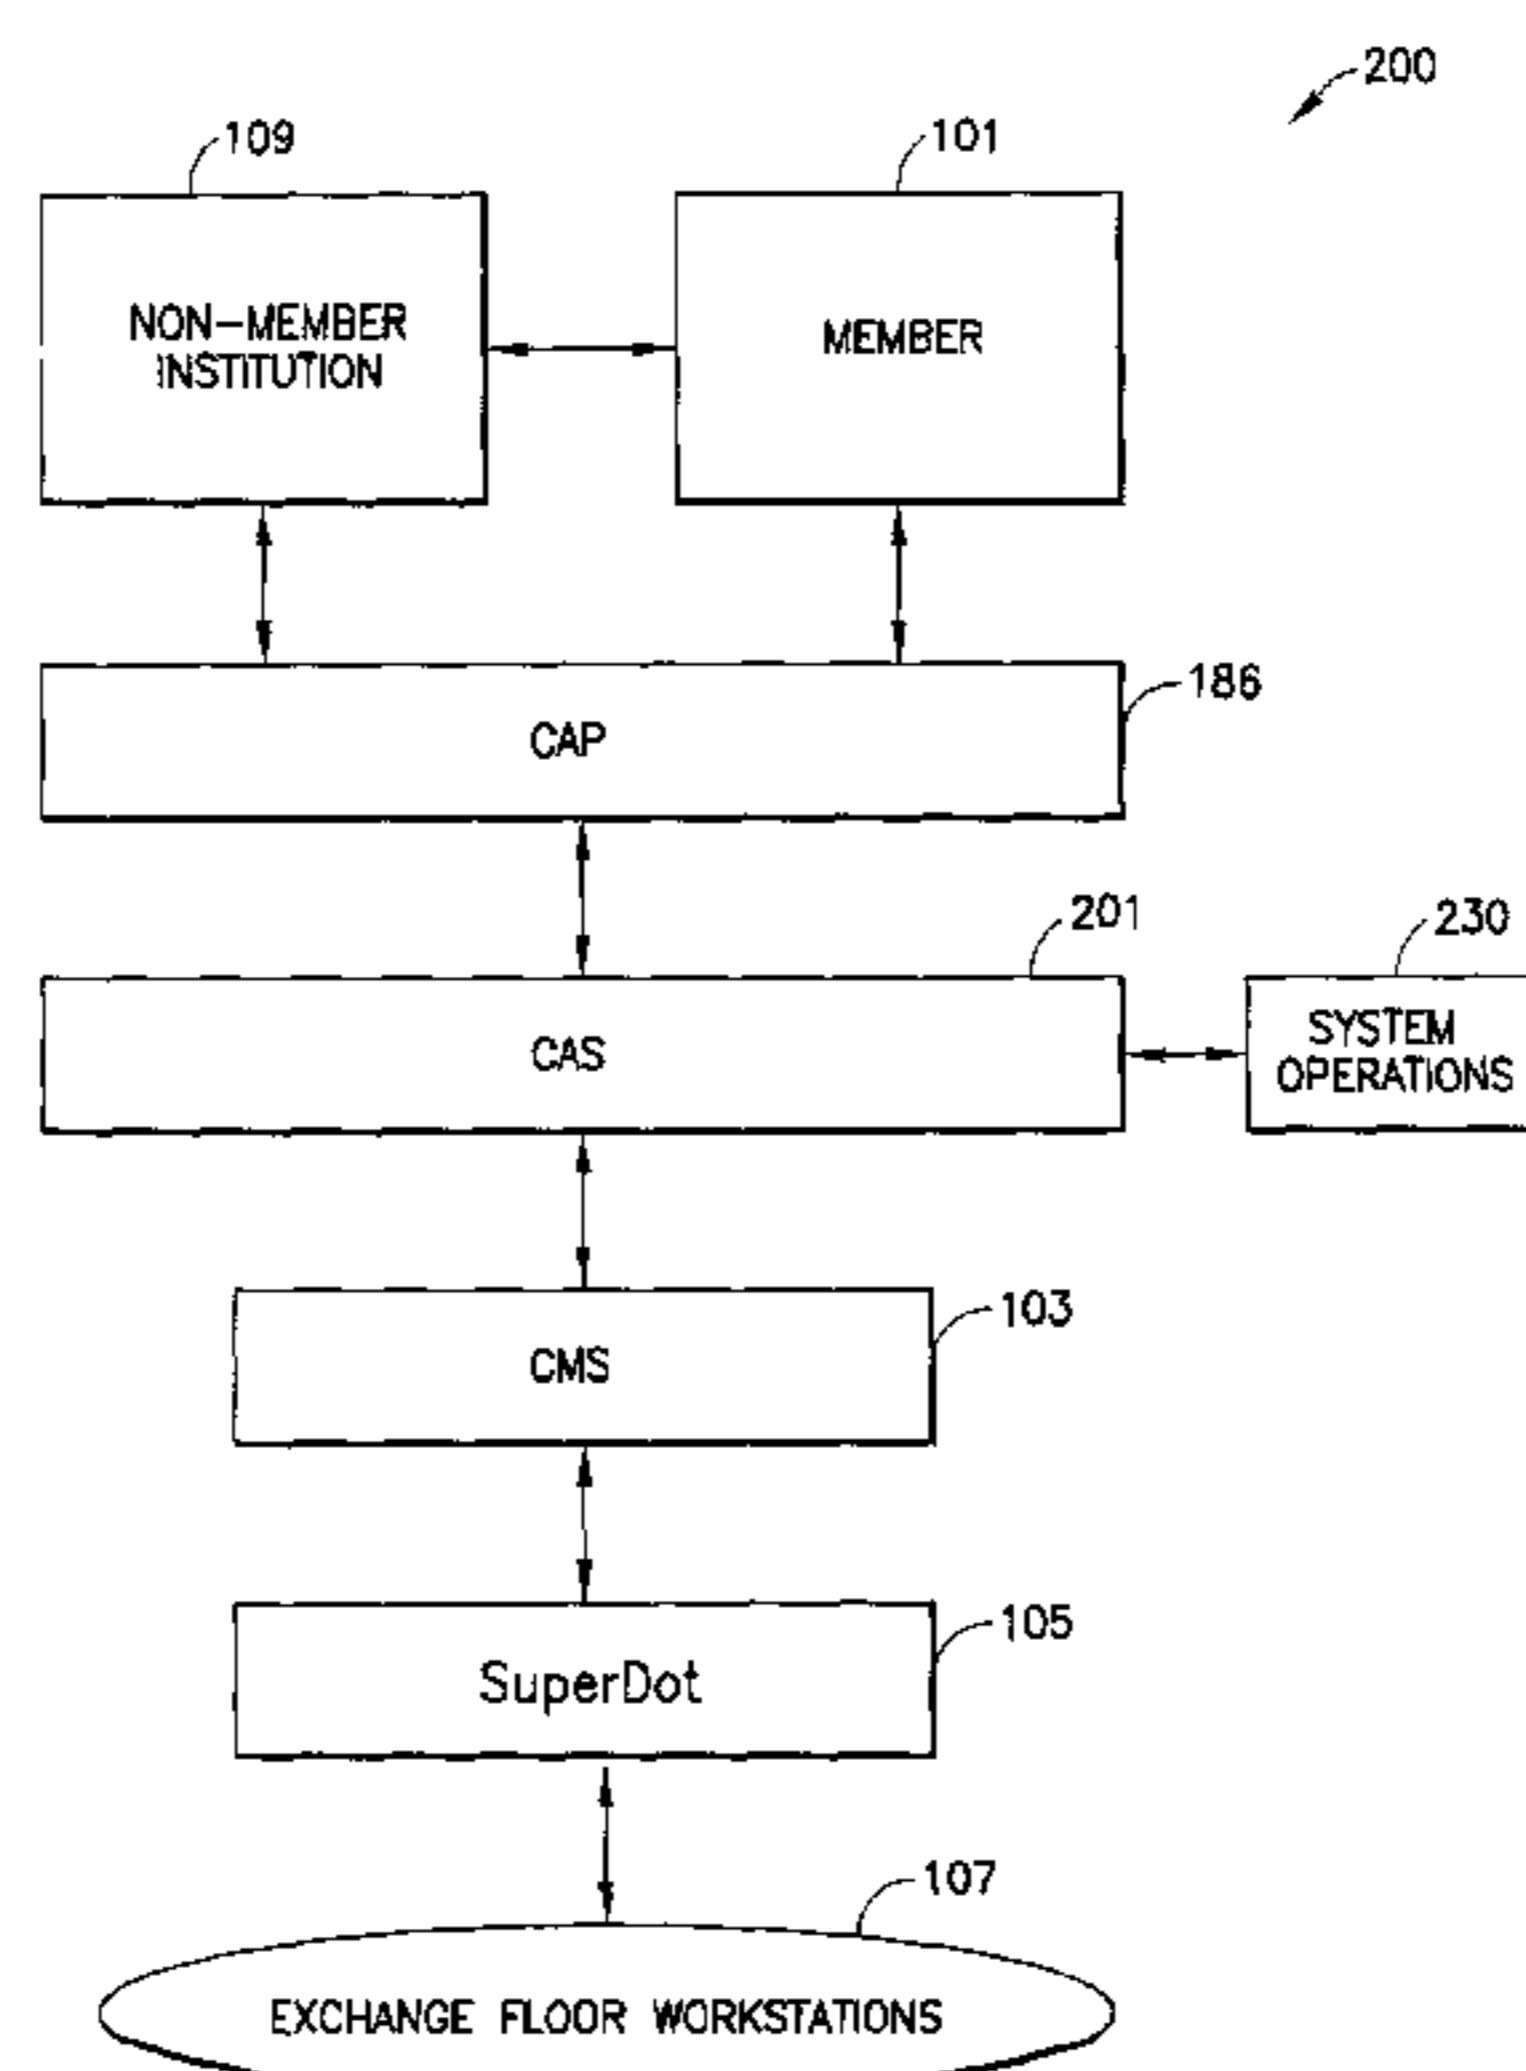 200
109
101
NON-MEMBER
INSTITUTION
MEMBER
186
CAP
201
230
CAS
SYSTEM
OPERATIONS
103
CMS
105
SuperDot
107
EXCHANGE FLOOR WORKSTATIONS